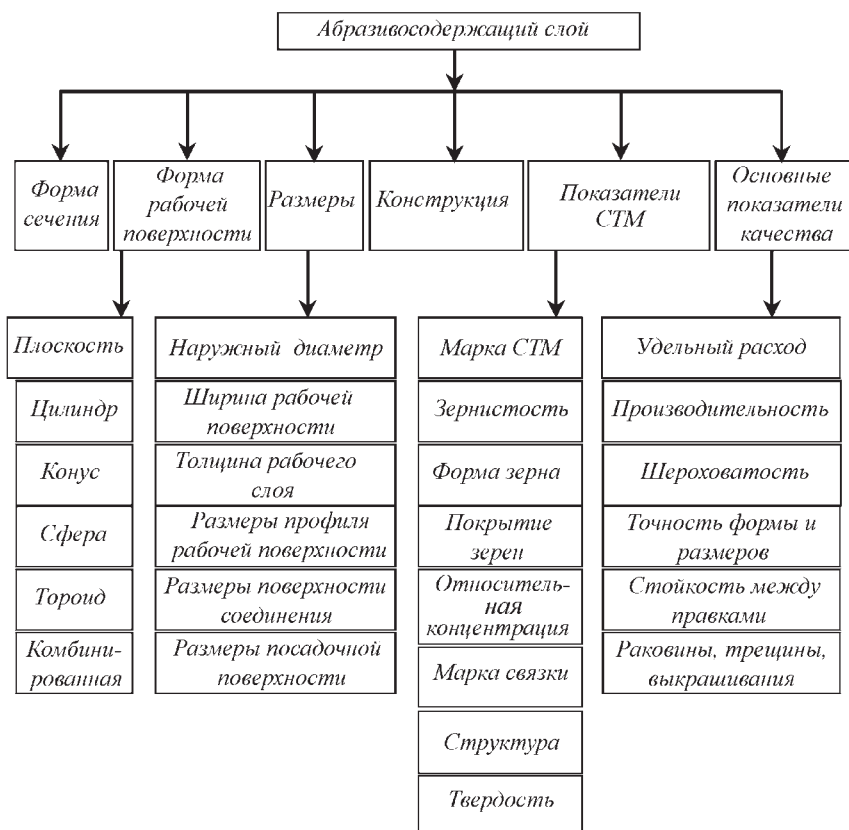 Абразивосодержащий слой
Форма
сечения
Форма
рабочей
поверхности
Размеры
Конструкция
Показатели
СТМ
Основные
показатели
качества
Плоскость
Цилиндр
Конус
Сфера
Тороид
Комбини-
рованная
Наружный диаметр
Ширина рабочей
поверхности
Толщина рабочего
слоя
Размеры профиля
рабочей поверхности
Размеры поверхности
соединения
Размеры посадочной
поверхности
Марка СТМ
Зернистость
Форма зерна
Покрытие
зерен
Относитель-
ная
концентрация
Марка связки
Структура
Твердость
Удельный расход
Производительность
Шероховатость
Точность формы и
размеров
Стойкость между
правками
Раковины, трещины,
выкрашивания